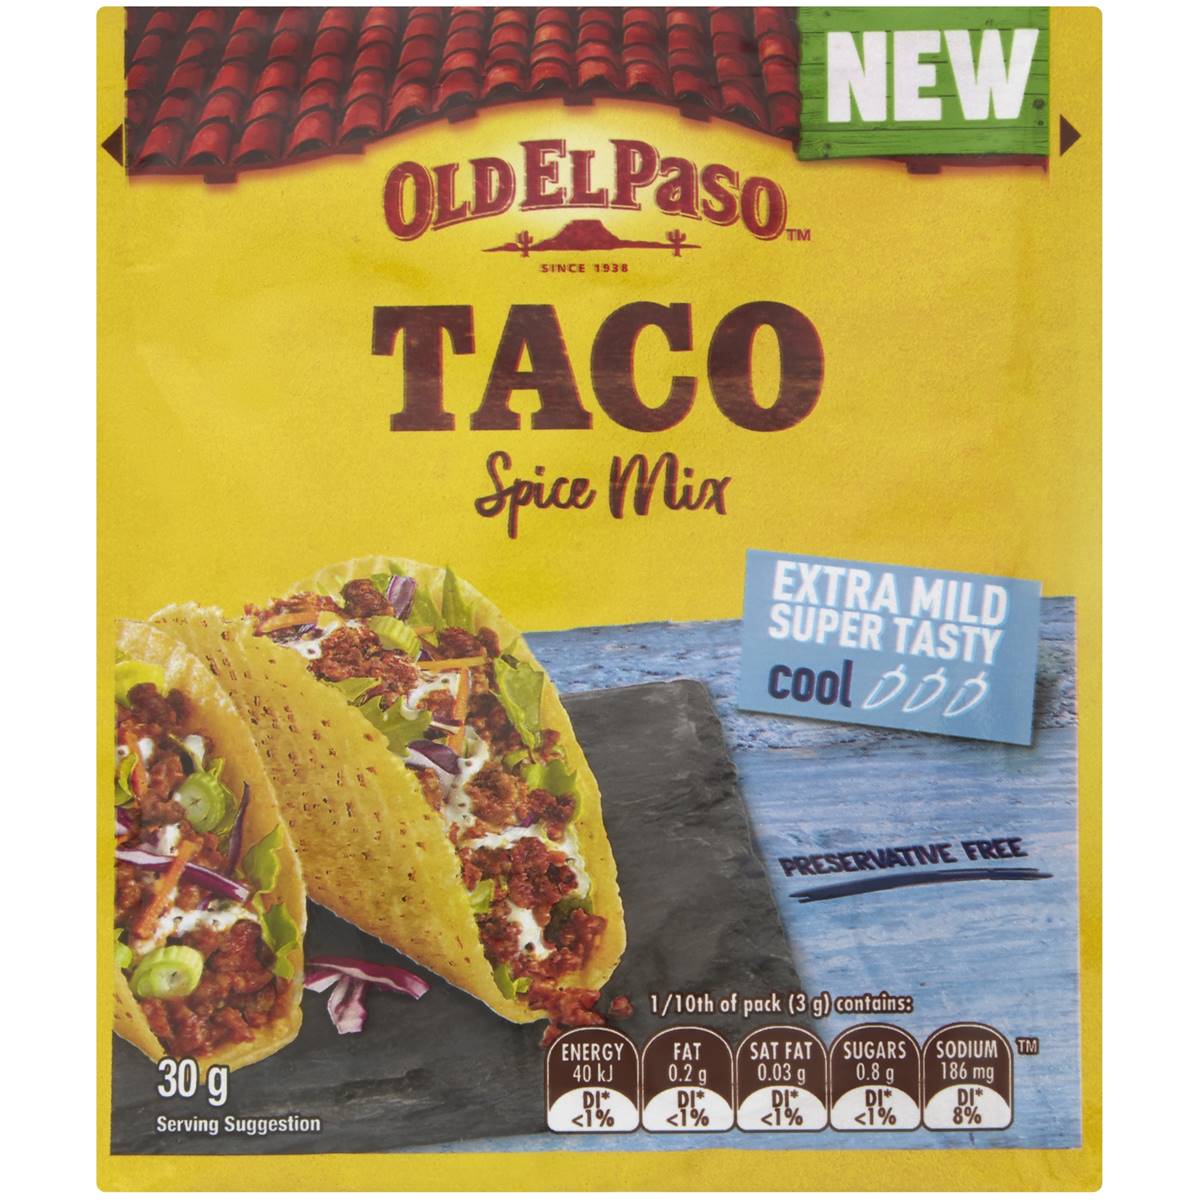 NEW
OLD EL PASO™
SINCE 1938
TACO
Spice Mix
EXTRA MILD
SUPER TASTY
cool
PRESERVATIVE FREE
1/10th of pack (3 g) contains:
ENERGY FAT SAT FAT SUGARS SODIUM ™
40 kJ 0.2 g 0.03 g 0.8 g 186 mg
DI* DI* DI* DI* DI*
<1% <1% <1% <1% 8%
30 g
Serving Suggestion